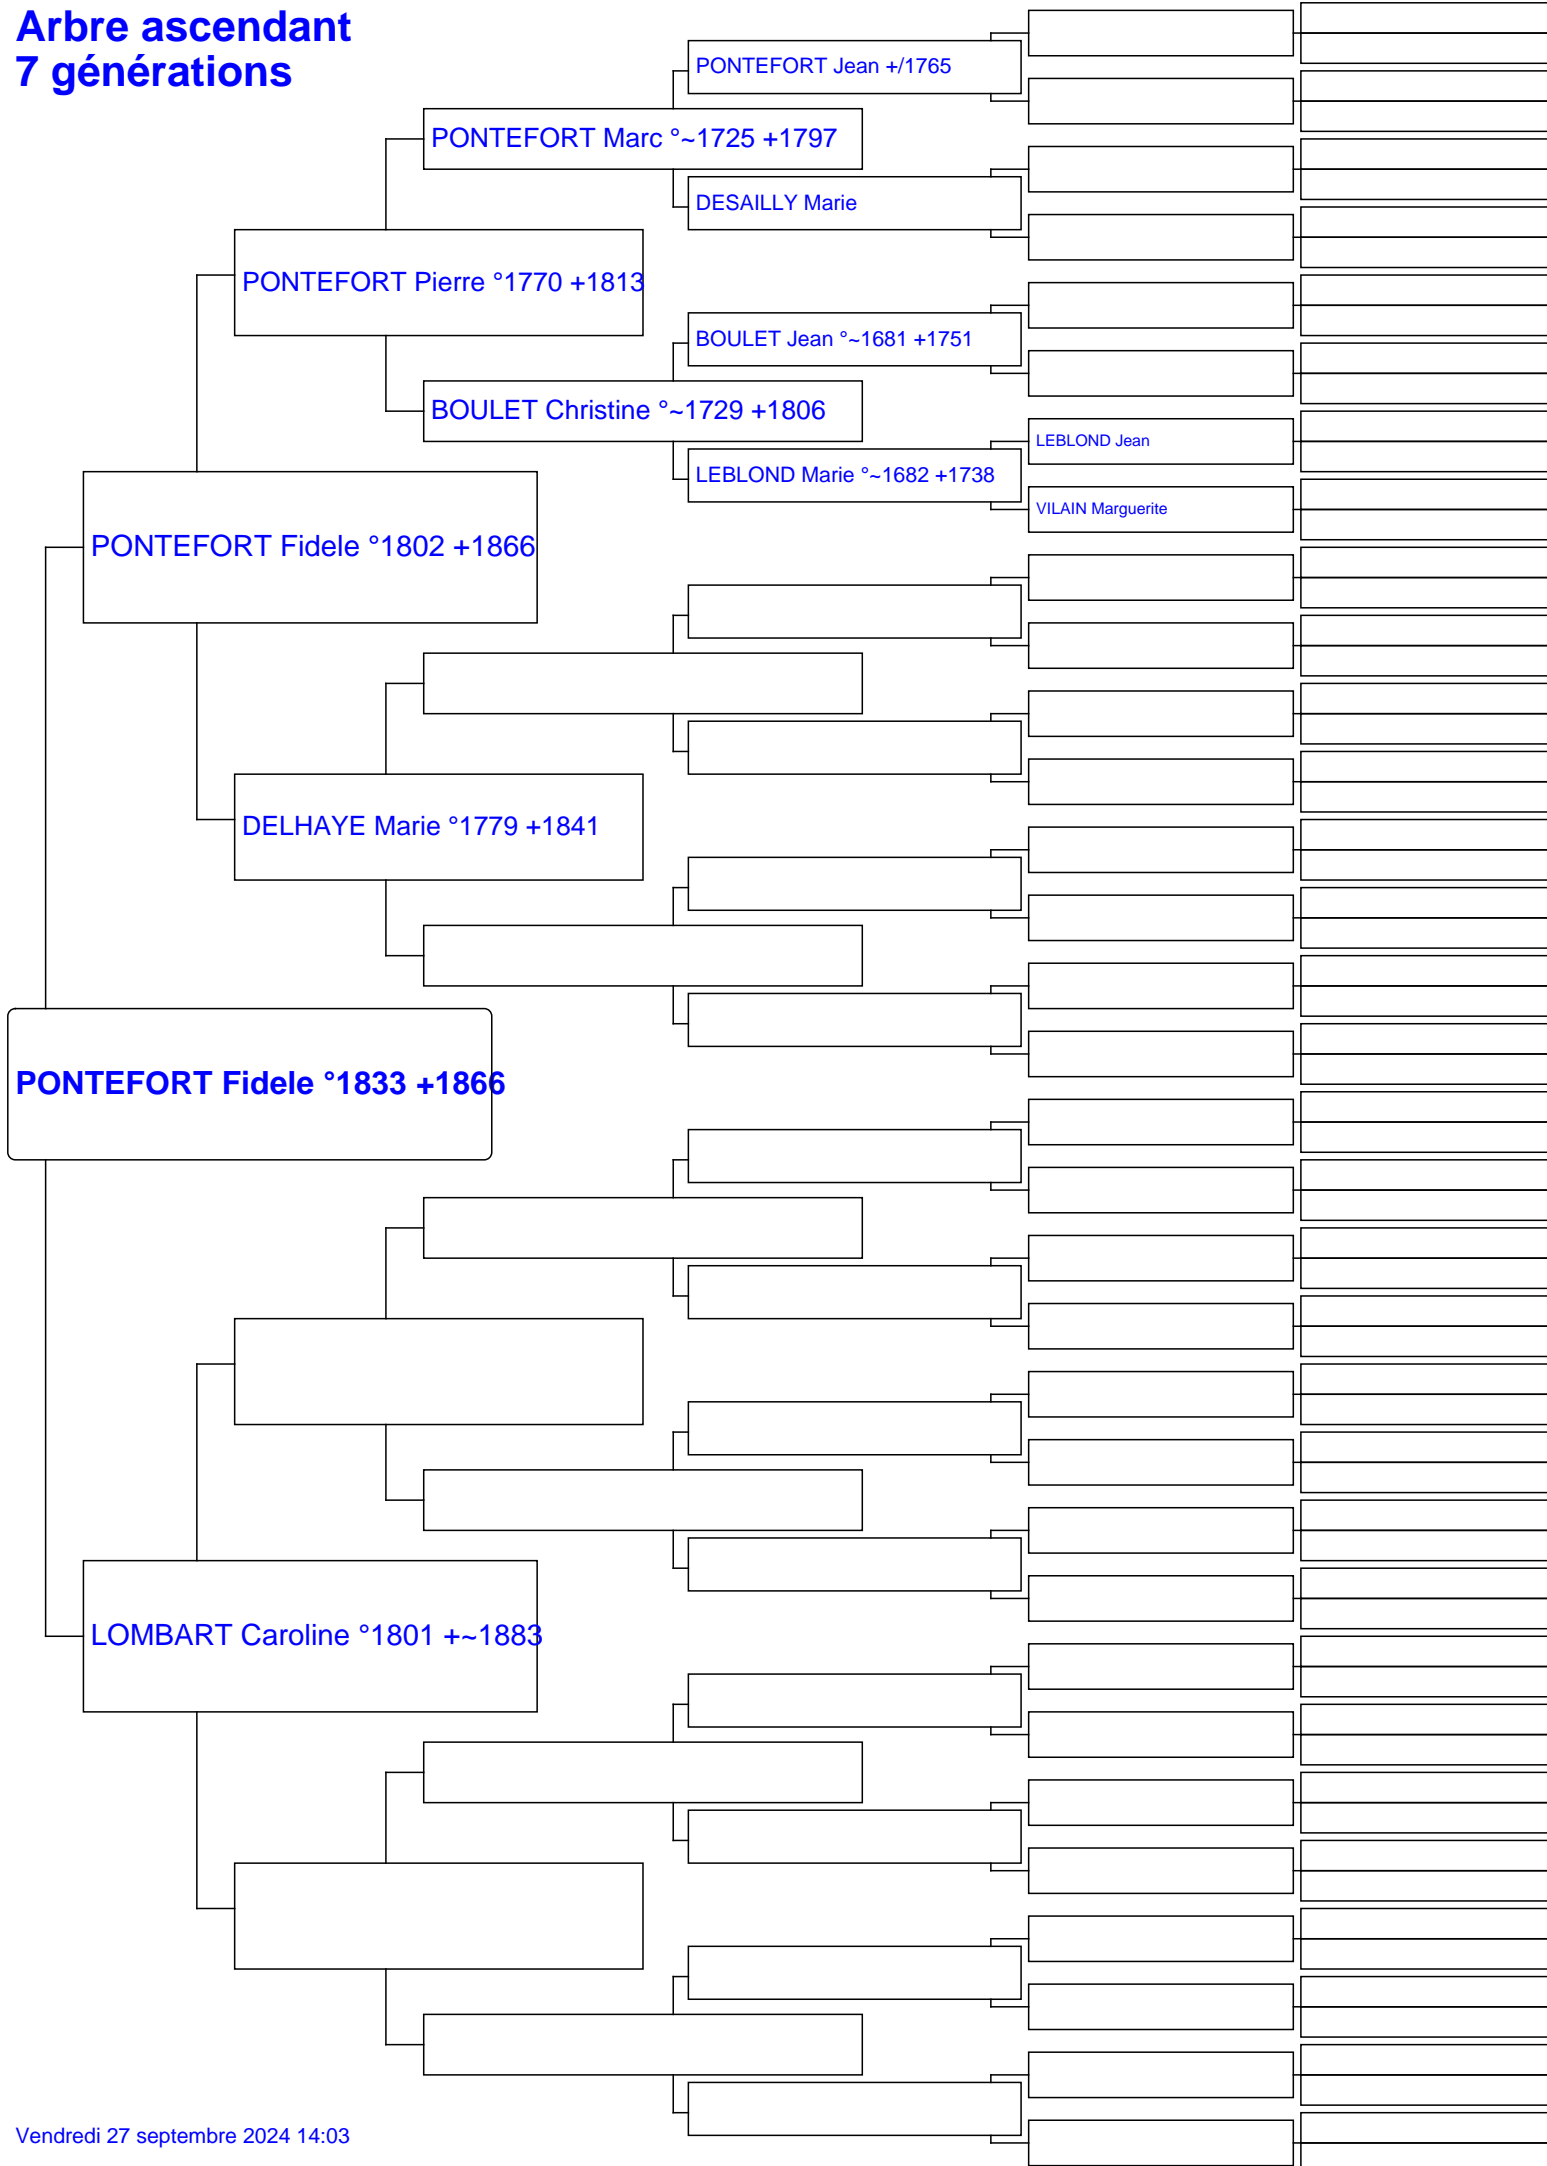 Arbre ascendant
7 générations
PONTEFORT Jean +/1765
PONTEFORT Marc °~1725 +1797
DESAILLY Marie
PONTEFORT Pierre °1770 +1813
BOULET Jean °~1681 +1751
BOULET Christine °~1729 +1806
LEBLOND Jean
LEBLOND Marie °~1682 +1738
VILAIN Marguerite
PONTEFORT Fidele °1802 +1866
DELHAYE Marie °1779 +1841
PONTEFORT Fidele °1833 +1866
LOMBART Caroline °1801 +~1883
Vendredi 27 septembre 2024 14:03